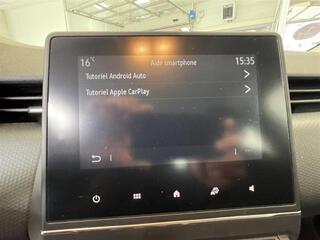 16°C Aide smartphone 15:35
Tutoriel Android Auto
Tutoriel Apple CarPlay